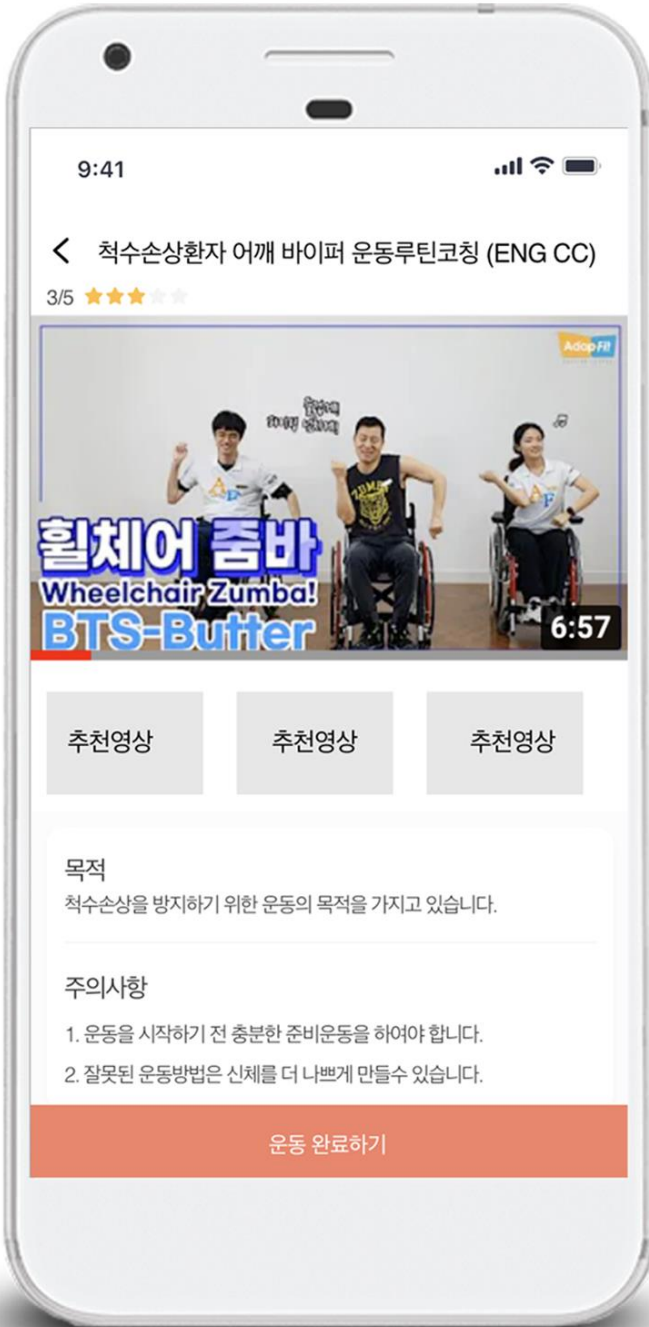 9:41
척수손상환자 어깨 바이퍼 운동루틴코칭 (ENG CC)
3/5
Adap Fit
휠체어 줌바
Wheelchair Zumba!
BTS-Butter
6:57
추천영상 추천영상 추천영상
목적
척수손상을 방지하기 위한 운동의 목적을 가지고 있습니다.
주의사항
1. 운동을 시작하기 전 충분한 준비운동을 하여야 합니다.
2. 잘못된 운동방법은 신체를 더 나쁘게 만들수 있습니다.
운동 완료하기